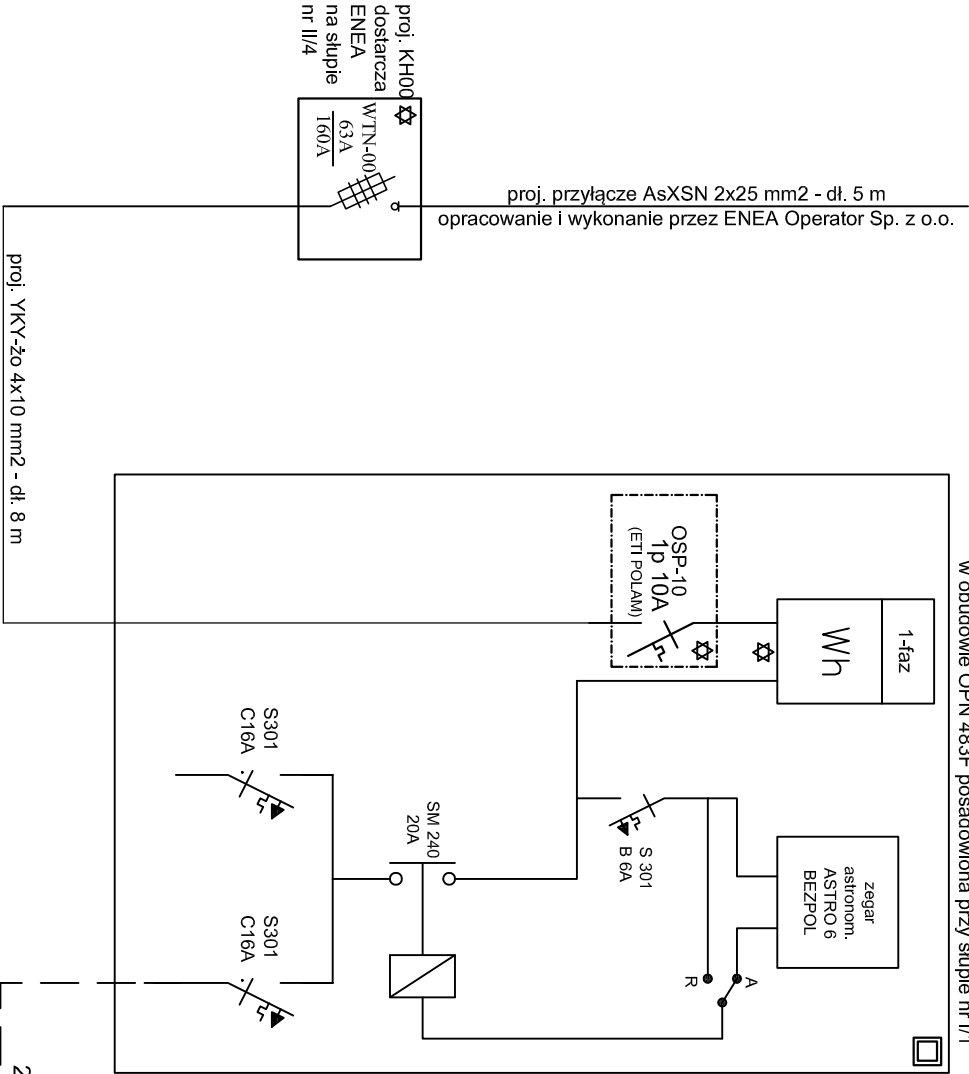 proj. KH00
dostarcza
ENEA
na słupie
nr II/4
WTN-00
63A
160A
proj. przyłącze AsXSN 2x25 mm2 - dł. 5 m
opracowanie i wykonanie przez ENEA Operator Sp. z o.o.
proj. YKY-żo 4x10 mm2 - dł. 8 m
w obudowie OPN 483F posadowiona przy słupie nr I/1
OSP-10
1p 10A
(ETI POLAM)
1-faz
Wh
zegar
astronom.
ASTRO 6
BEZPOL
S 301
B 6A
A
R
SM 240
20A
S301
C16A
S301
C16A
2